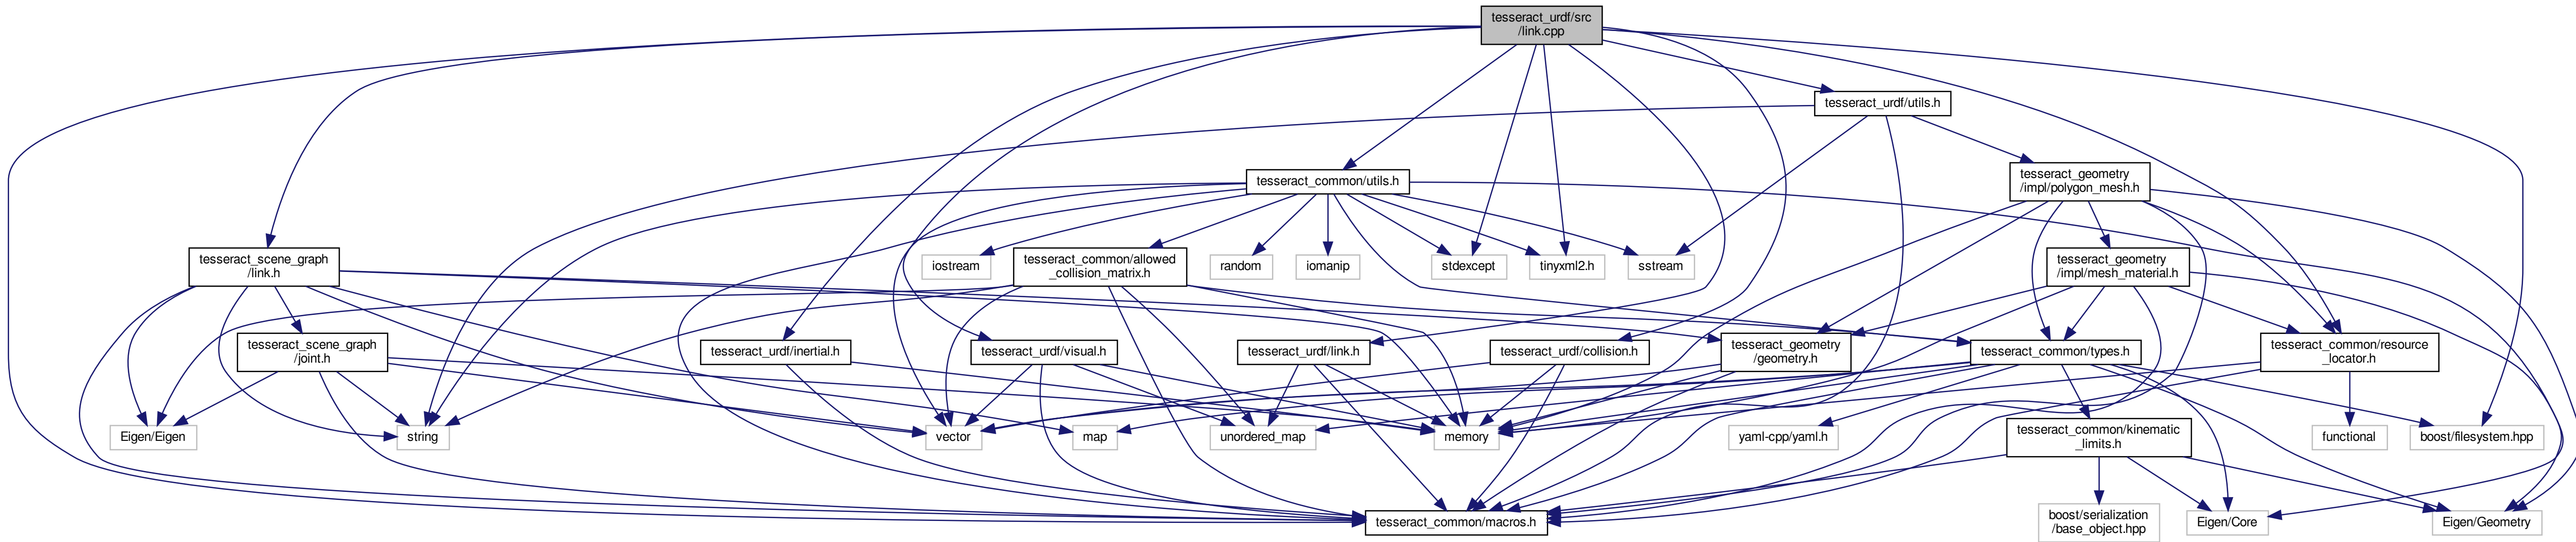 tesseract_urdf/src
/link.cpp
tesseract_urdf/utils.h
tesseract_common/utils.h
tesseract_geometry
/impl/polygon_mesh.h
tesseract_scene_graph
/link.h
iostream
tesseract_common/allowed
_collision_matrix.h
random
iomanip
stdexcept
tinyxml2.h
sstream
tesseract_geometry
/impl/mesh_material.h
tesseract_scene_graph
/joint.h
tesseract_urdf/inertial.h
tesseract_urdf/visual.h
tesseract_urdf/link.h
tesseract_urdf/collision.h
tesseract_geometry
/geometry.h
tesseract_common/types.h
tesseract_common/resource
_locator.h
Eigen/Eigen
string
vector
map
unordered_map
memory
yaml-cpp/yaml.h
tesseract_common/kinematic
_limits.h
functional
boost/filesystem.hpp
tesseract_common/macros.h
boost/serialization
/base_object.hpp
Eigen/Core
Eigen/Geometry